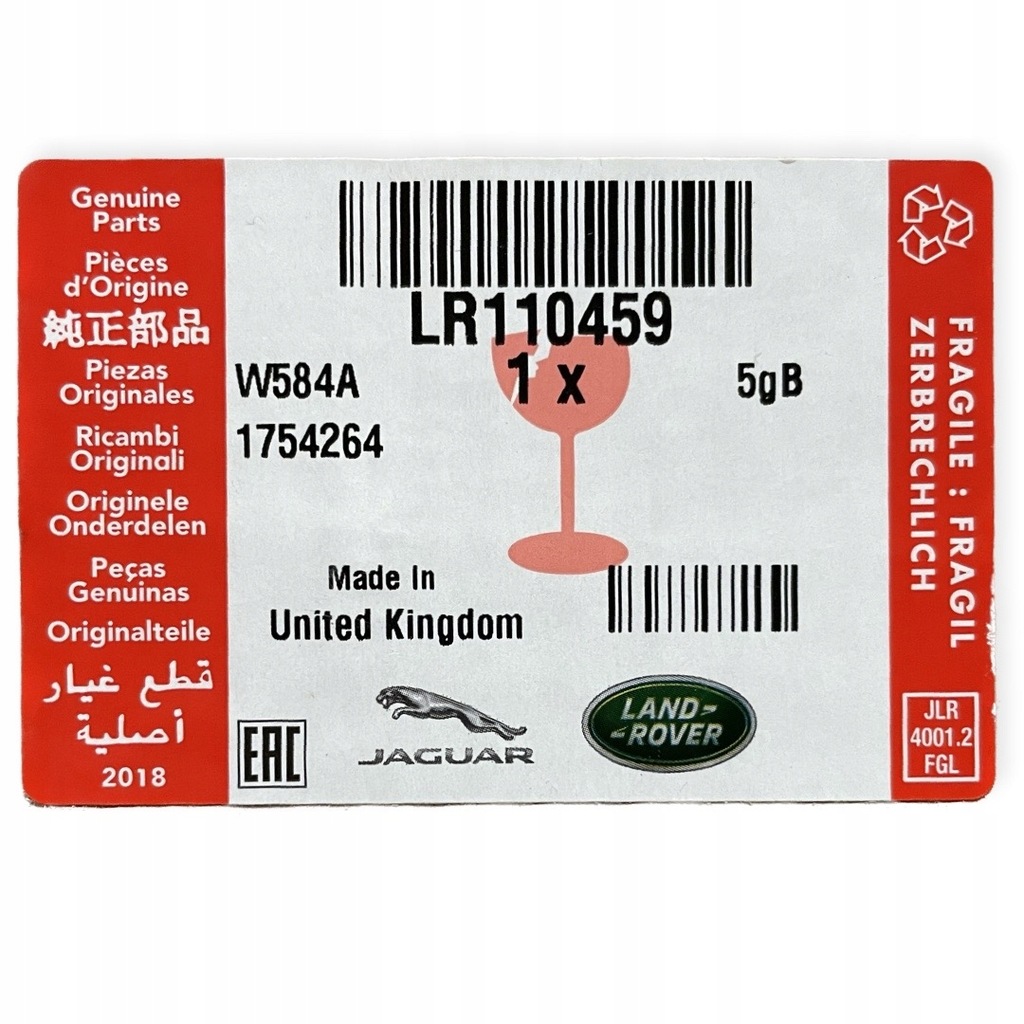 Genuine
Parts
Pièces
d'Origine
純正部品
Piezas
Originales
Ricambi
Originali
Originele
Onderdelen
Peças
Genuinas
Originalteile
قطع غيار
أصلية
2018
LR110459
1 x
W584A
5gB
1754264
Made In
United Kingdom
EAC
JAGUAR
LAND-
-ROVER
FRAGILE : FRAGIL
ZERBRECHLICH
JLR
4001.2
FGL